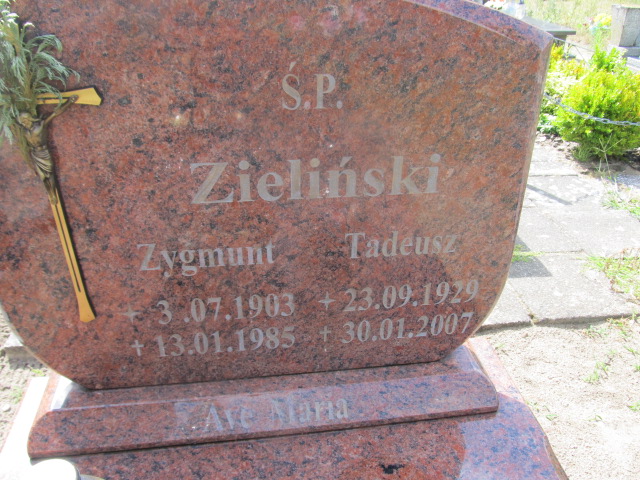 Ś.P.
Zieliński
Zygmunt Tadeusz
+ 3.07.1903 + 23.09.1929
+ 13.01.1985 + 30.01.2007
Ave Maria